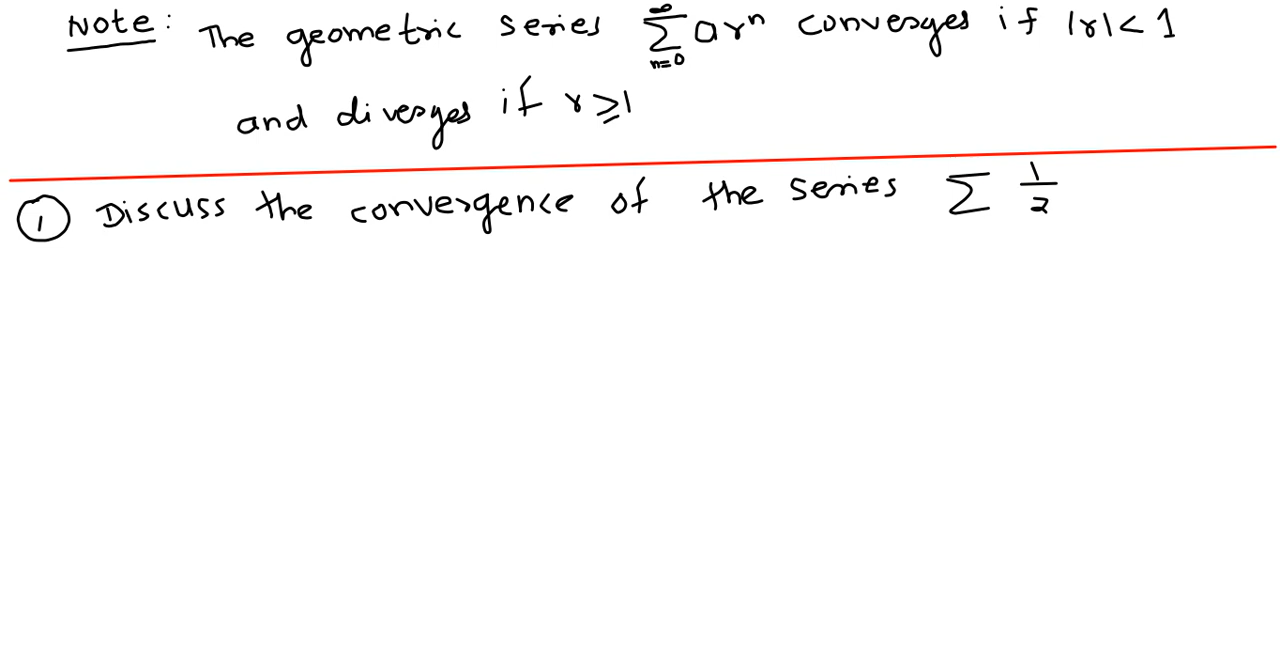 Note: The geometric series ∞∑n=0 arⁿ converges if |r| < 1
and diverges if r ≥ 1
① Discuss the convergence of the series ∑ 1/2